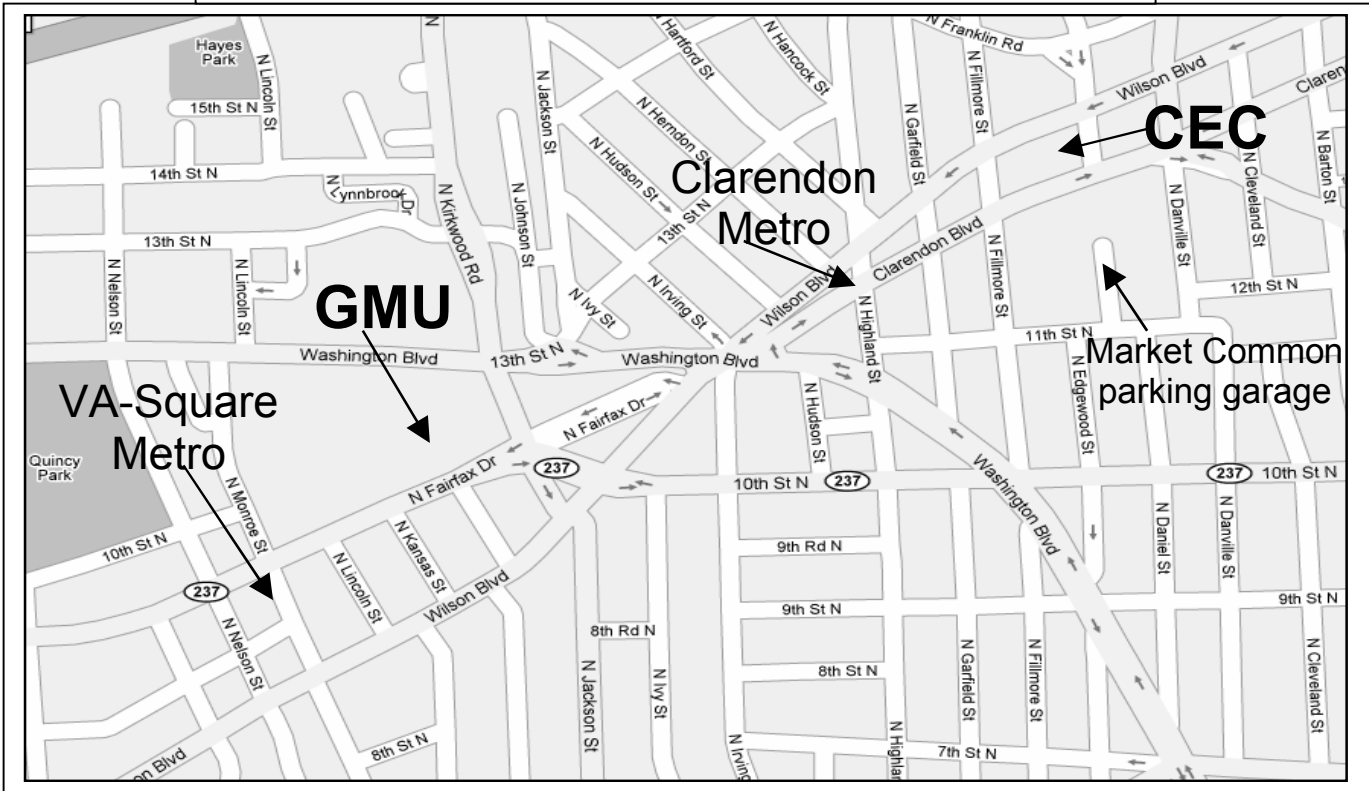 Hayes
Park
N Lincoln St
15th St N
14th St N
N
Lynnbrook Dr
13th St N
N Nelson St
N Lincoln St
N
N Kirkwood Rd
N Johnson St
N Jackson St
N Hartford St
N Hancock St
N Herndon St
N Hudson St
13th St N
N Ivy St
N Irving St
N Franklin Rd
N Fillmore St
N Garfield St
Wilson Blvd
Claren
CEC
N Cleveland St
N Barton St
N Danville St
Clarendon
Metro
Wilson Blvd
Clarendon Blvd
N Fillmore St
N Highland St
12th St N
11th St N
Market Common
parking garage
N Edgewood St
GMU
Washington Blvd
13th St N
Washington Blvd
VA-Square
Metro
Quincy
Park
N Monroe St
N Fairfax Dr
N Fairfax Dr
237
10th St N
237
N Hudson St
Washington Blvd
237
10th St N
10th St N
237
N Lincoln St
N Kansas St
Wilson Blvd
N Nelson St
8th St N
on Blvd
8th Rd N
N Jackson St
N Ivy St
9th Rd N
9th St N
8th St N
N Irving
N Highlan
N Garfield St
N Fillmore St
7th St N
N Daniel St
N Danville St
9th St N
N Cleveland St